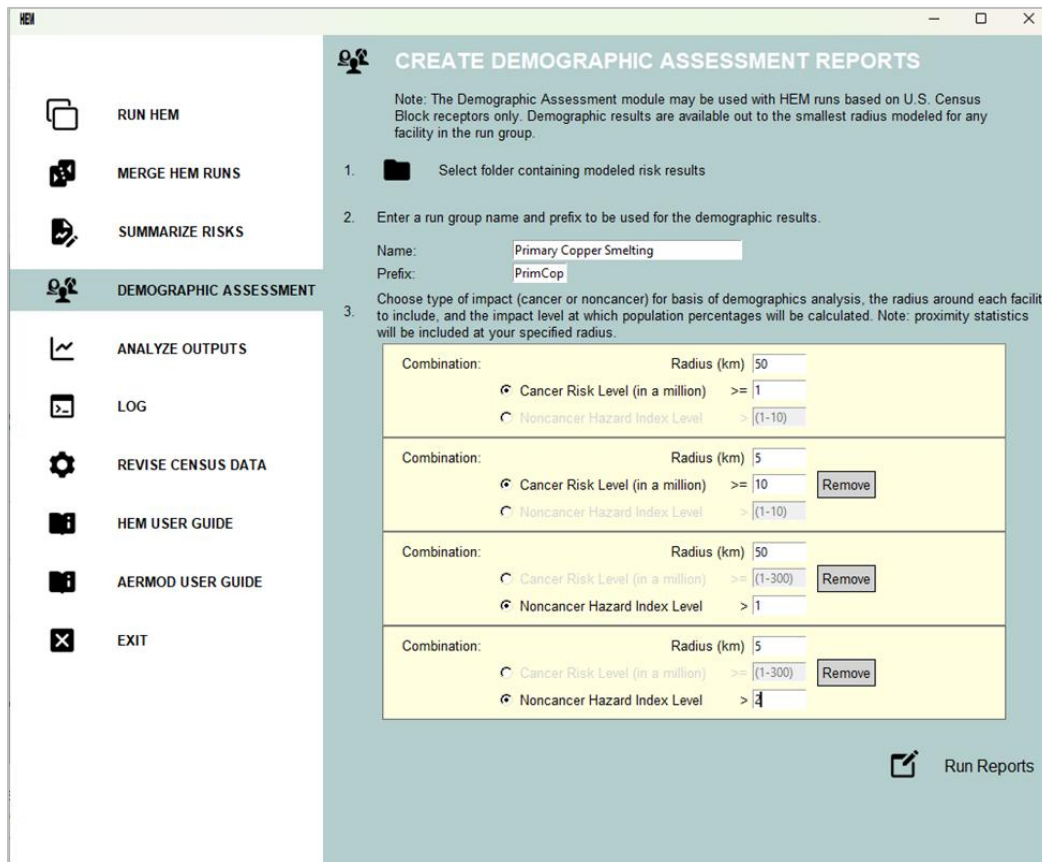 HEM
RUN HEM
MERGE HEM RUNS
SUMMARIZE RISKS
DEMOGRAPHIC ASSESSMENT
ANALYZE OUTPUTS
LOG
REVISE CENSUS DATA
HEM USER GUIDE
AERMOD USER GUIDE
EXIT
CREATE DEMOGRAPHIC ASSESSMENT REPORTS
Note: The Demographic Assessment module may be used with HEM runs based on U.S. Census
Block receptors only. Demographic results are available out to the smallest radius modeled for any
facility in the run group.
1. Select folder containing modeled risk results
2. Enter a run group name and prefix to be used for the demographic results.
Name: Primary Copper Smelting
Prefix: PrimCop
3. Choose type of impact (cancer or noncancer) for basis of demographics analysis, the radius around each facilit
to include, and the impact level at which population percentages will be calculated. Note: proximity statistics
will be included at your specified radius.
Combination: Radius (km) 50
Cancer Risk Level (in a million) >= 1
Noncancer Hazard Index Level > (1-10)
Combination: Radius (km) 5
Cancer Risk Level (in a million) >= 10 Remove
Noncancer Hazard Index Level > (1-10)
Combination: Radius (km) 50
Cancer Risk Level (in a million) >= (1-300) Remove
Noncancer Hazard Index Level > 1
Combination: Radius (km) 5
Cancer Risk Level (in a million) >= (1-300) Remove
Noncancer Hazard Index Level > 2
Run Reports